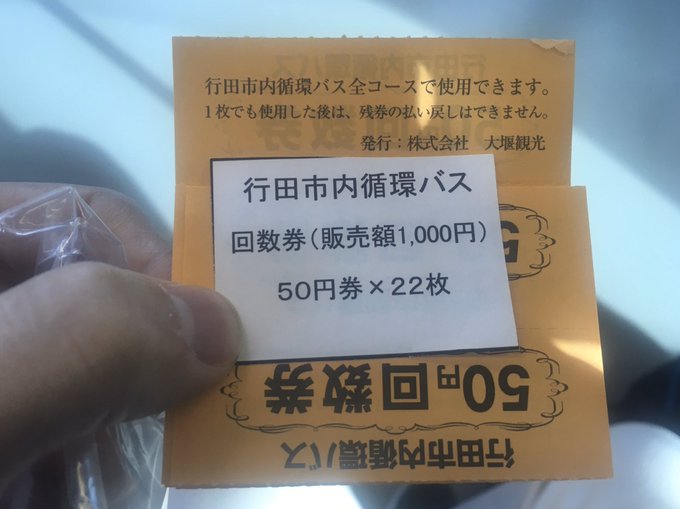 行田市内循環バス全コースで使用できます。
1枚でも使用した後は、残券の払い戻しはできません。
発行：株式会社　大堰観光
行田市内循環バス
回数券（販売額1,000円）
50円券×22枚
50円回数券
行田市内循環バス